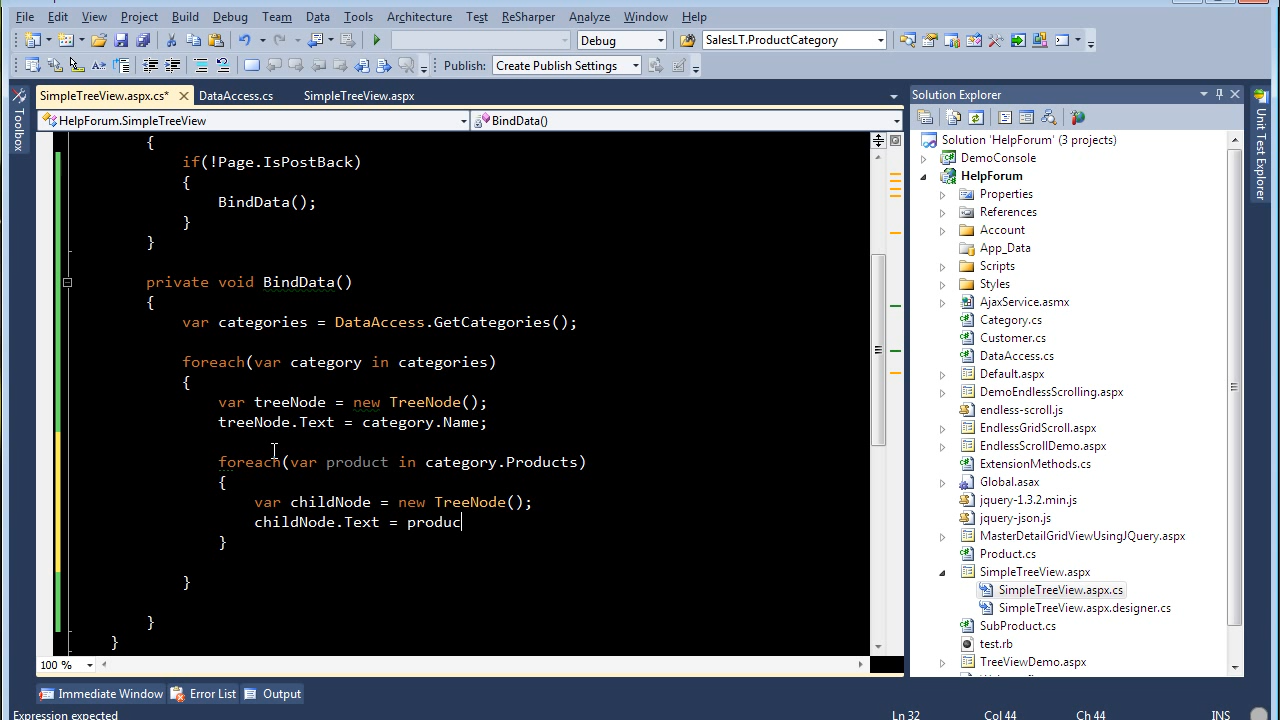 File Edit View Project Build Debug Team Data Tools Architecture Test ReSharper Analyze Window Help
Debug SalesLT.ProductCategory
Publish: Create Publish Settings
SimpleTreeView.aspx.cs* DataAccess.cs SimpleTreeView.aspx
HelpForum.SimpleTreeView BindData()
Toolbox
{
if(!Page.IsPostBack)
{
BindData();
}
}
private void BindData()
{
var categories = DataAccess.GetCategories();
foreach(var category in categories)
{
var treeNode = new TreeNode();
treeNode.Text = category.Name;
foreach(var product in category.Products)
{
var childNode = new TreeNode();
childNode.Text = produc
}
}
}
}
100 %
Solution Explorer
Solution 'HelpForum' (3 projects)
DemoConsole
HelpForum
Properties
References
Account
App_Data
Scripts
Styles
AjaxService.asmx
Category.cs
Customer.cs
DataAccess.cs
Default.aspx
DemoEndlessScrolling.aspx
endless-scroll.js
EndlessGridScroll.aspx
EndlessScrollDemo.aspx
ExtensionMethods.cs
Global.asax
jquery-1.3.2.min.js
jquery-json.js
MasterDetailGridViewUsingJQuery.aspx
Product.cs
SimpleTreeView.aspx
SimpleTreeView.aspx.cs
SimpleTreeView.aspx.designer.cs
SubProduct.cs
test.rb
TreeViewDemo.aspx
Unit Test Explorer
Immediate Window Error List Output
Expression expected Ln 32 Col 44 Ch 44 INS